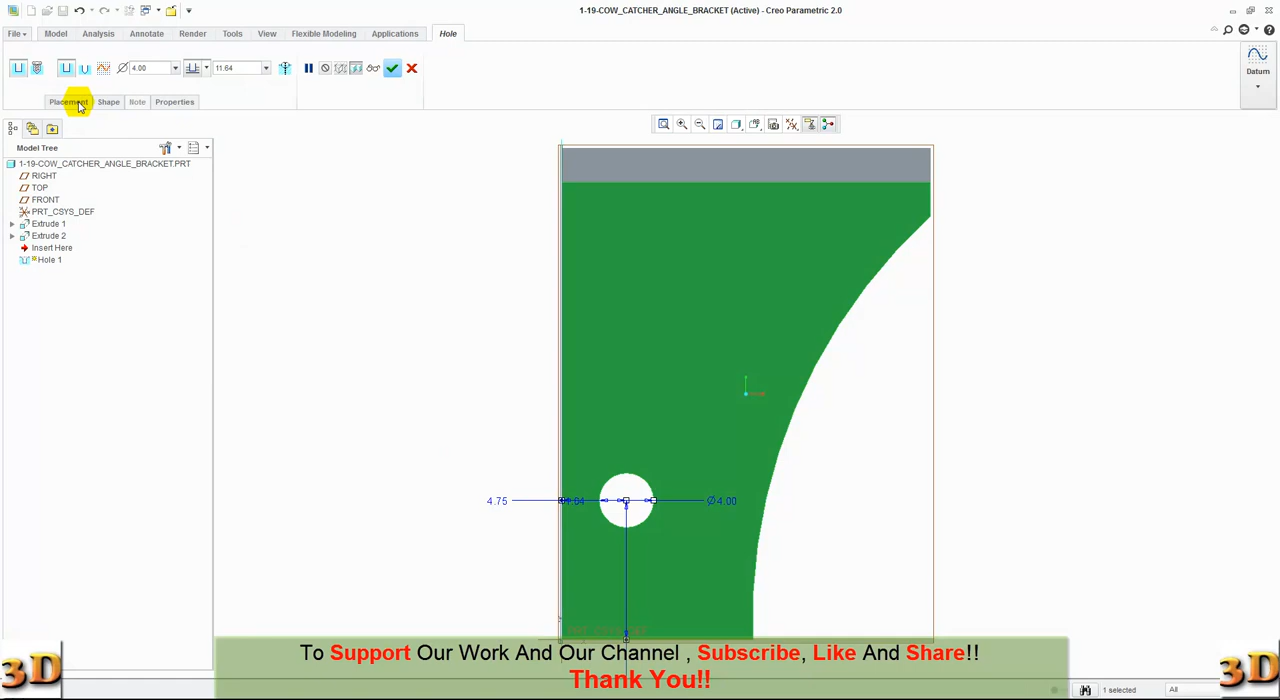 1-19-COW_CATCHER_ANGLE_BRACKET (Active) - Creo Parametric 2.0
File Model Analysis Annotate Render Tools View Flexible Modeling Applications Hole
4.00 11.64
Datum
Placement Shape Note Properties
Model Tree
1-19-COW_CATCHER_ANGLE_BRACKET.PRT
RIGHT
TOP
FRONT
PRT_CSYS_DEF
Extrude 1
Extrude 2
Insert Here
Hole 1
4.75 Ø4.00
PRT_CSYS_DEF
To Support Our Work And Our Channel , Subscribe, Like And Share!!
Thank You!!
3D 3D
1 selected All